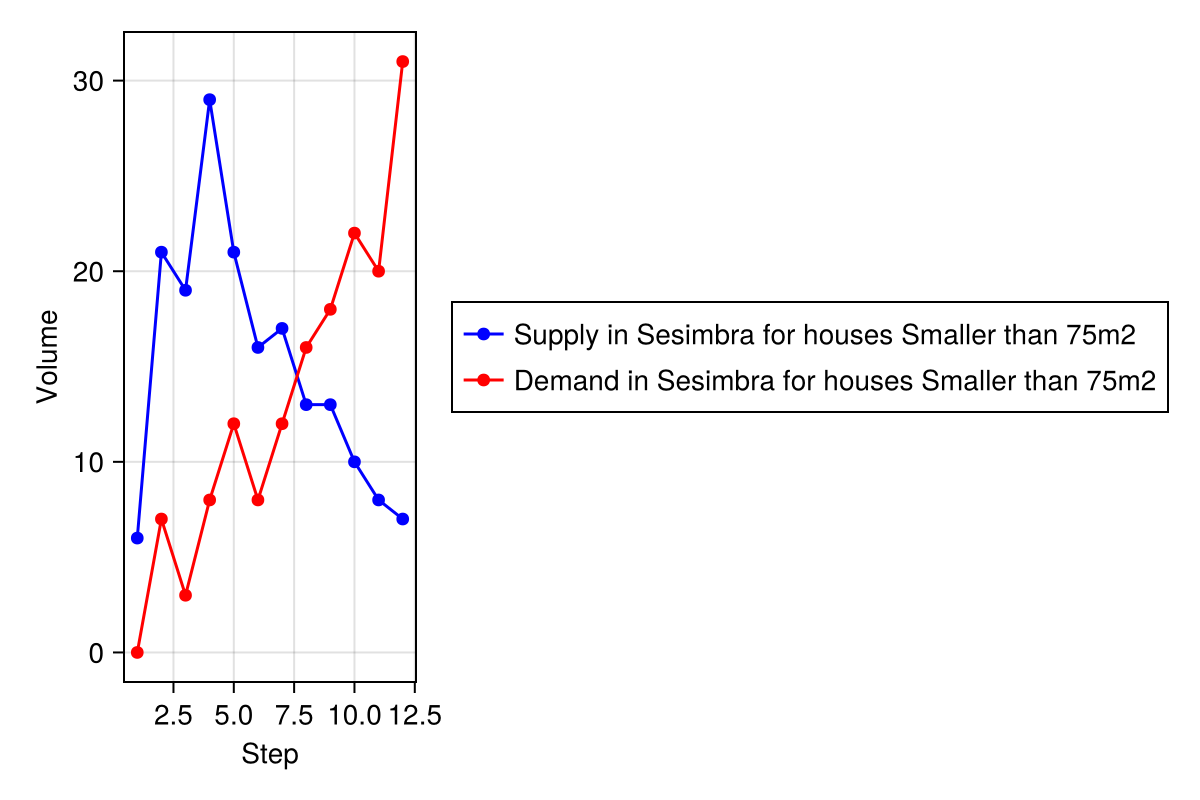 30
20
10
0
Volume
2.5 5.0 7.5 10.0 12.5
Step
Supply in Sesimbra for houses Smaller than 75m2
Demand in Sesimbra for houses Smaller than 75m2